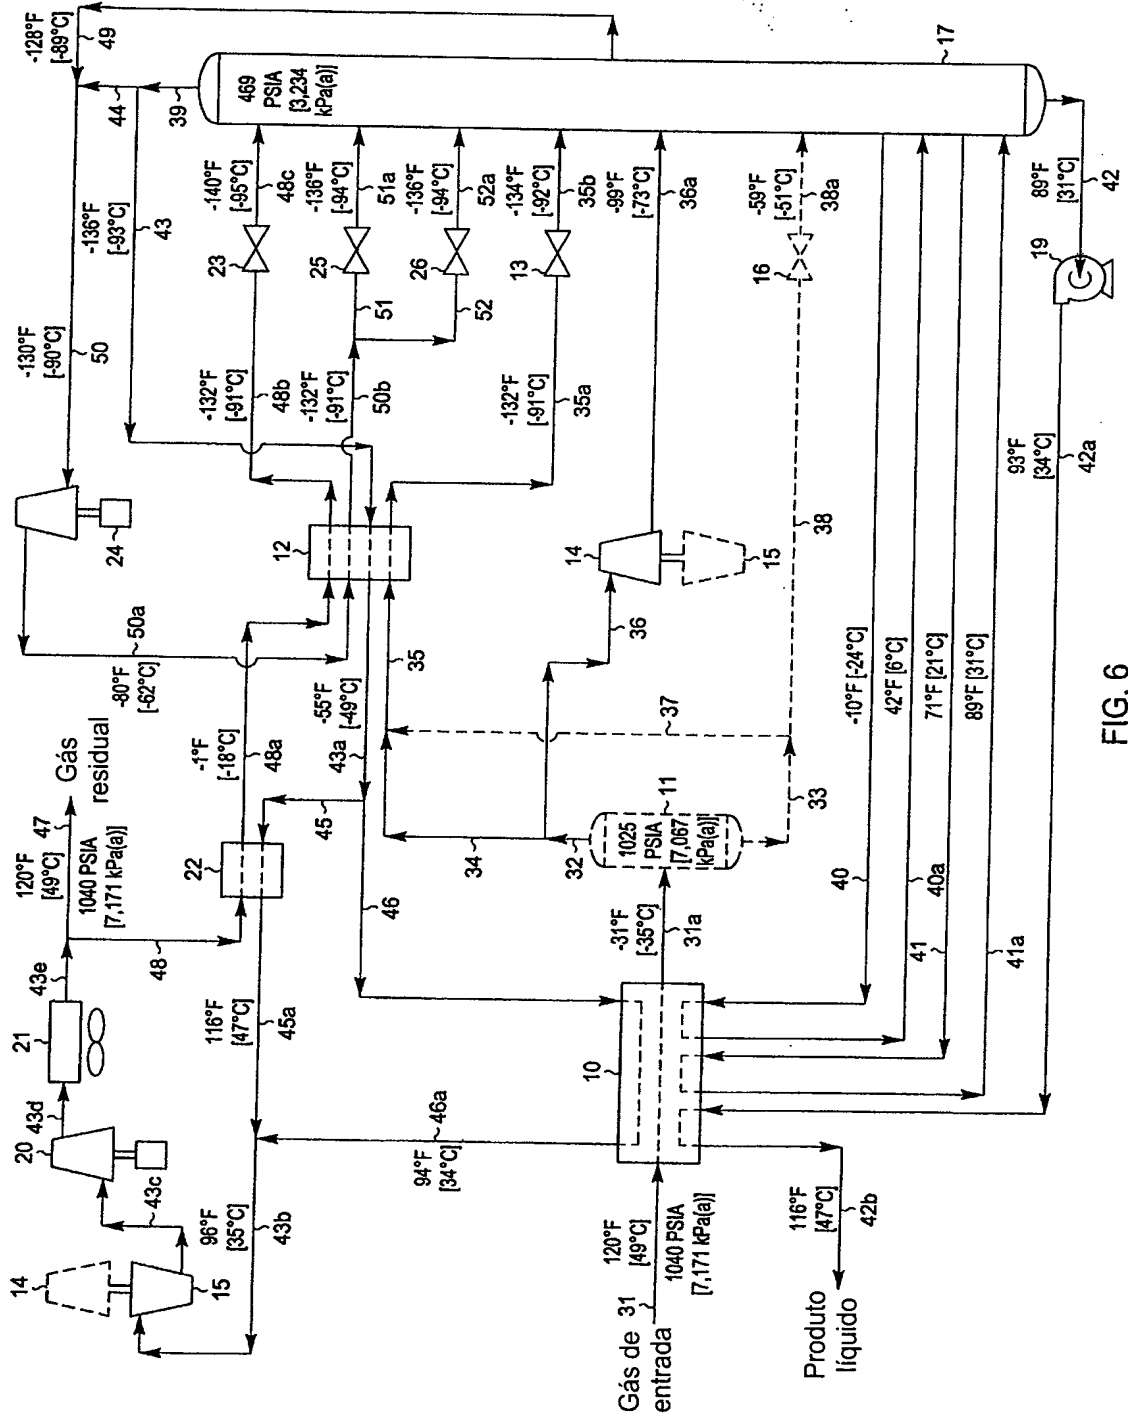 -128°F
[-89°C]
49
44
39
-136°F
[-93°C]
43
-130°F
[-90°C]
50
24
50a
-80°F
[-62°C]
469
PSIA
[3,234
kPa(a)]
17
-140°F
[-95°C]
48c
23
-136°F
[-94°C]
51a
25
51
-136°F
[-94°C]
52a
26
52
-134°F
[-92°C]
35b
13
-99°F
[-73°C]
36a
-59°F
[-51°C]
38a
16
89°F
[31°C]
42
19
-132°F
[-91°C]
48b
-132°F
[-91°C]
50b
-132°F
[-91°C]
35a
93°F
[34°C]
42a
12
14
15
36
38
35
37
-55°F
[-49°C]
43a
-1°F
[-18°C]
48a
Gás
residual
47
120°F
[49°C]
1040 PSIA
[7,171 kPa(a)]
22
45
34
32
1025
PSIA
[7,067
kPa(a)]
11
33
-10°F [-24°C]
42°F [6°C]
71°F [21°C]
89°F [31°C]
40
40a
41
41a
46
48
43e
21
43d
20
43c
116°F
[47°C]
45a
-31°F
[-35°C]
31a
10
46a
94°F
[34°C]
96°F
[35°C]
43b
14
15
120°F
[49°C]
1040 PSIA
[7,171 kPa(a)]
Gás de
entrada
31
116°F
[47°C]
42b
Produto
líquido
FIG. 6